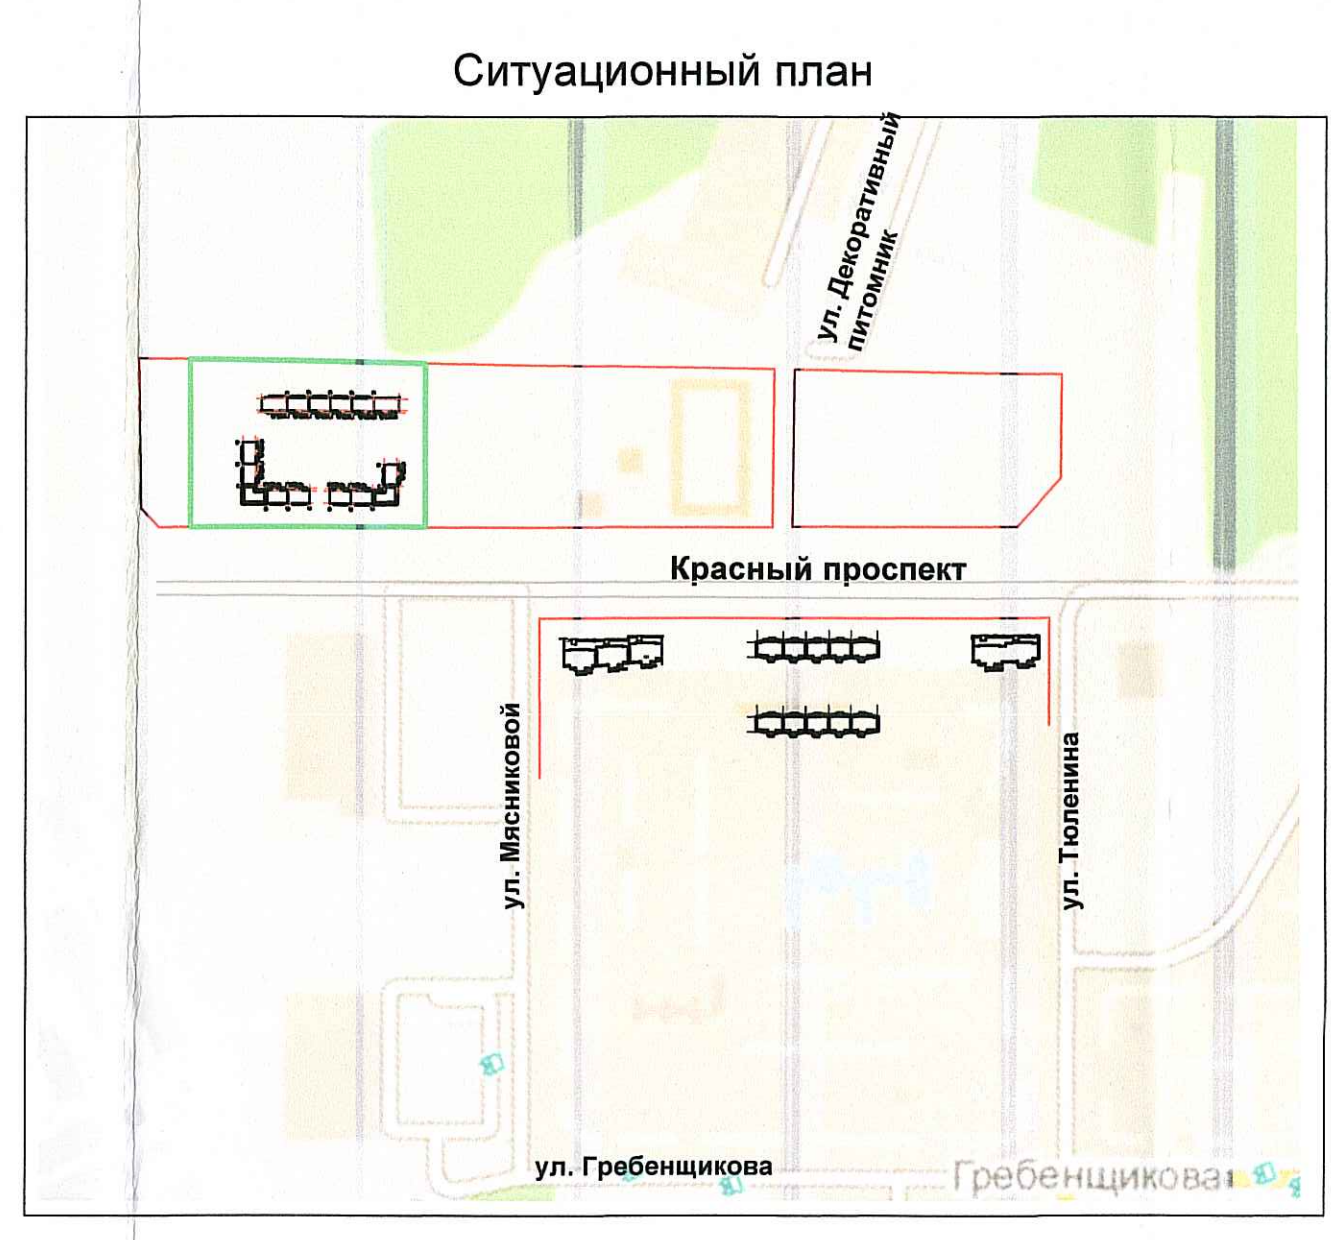 Ситуационный план
ул. Декоративный
питомник
Красный проспект
ул. Мясниковой
ул. Тюленина
ул. Гребенщикова
Гребенщикова